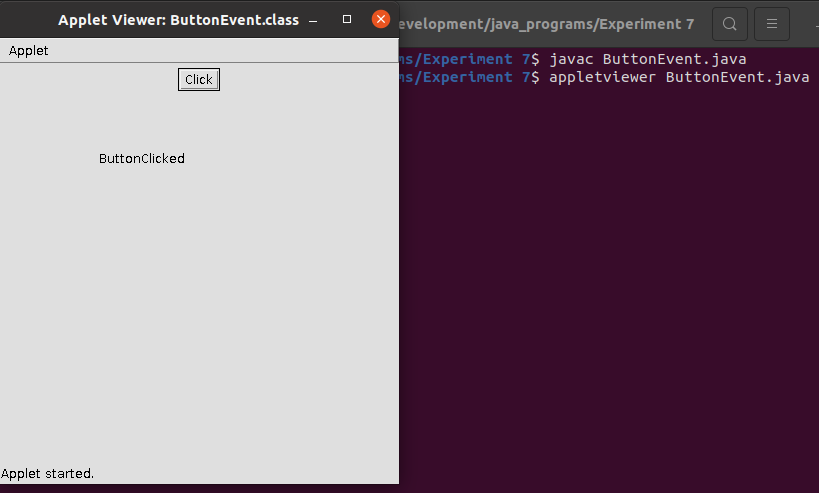 Applet Viewer: ButtonEvent.class
Applet
Click
ButtonClicked
Applet started.
evelopment/java_programs/Experiment 7
ms/Experiment 7$ javac ButtonEvent.java
ms/Experiment 7$ appletviewer ButtonEvent.java